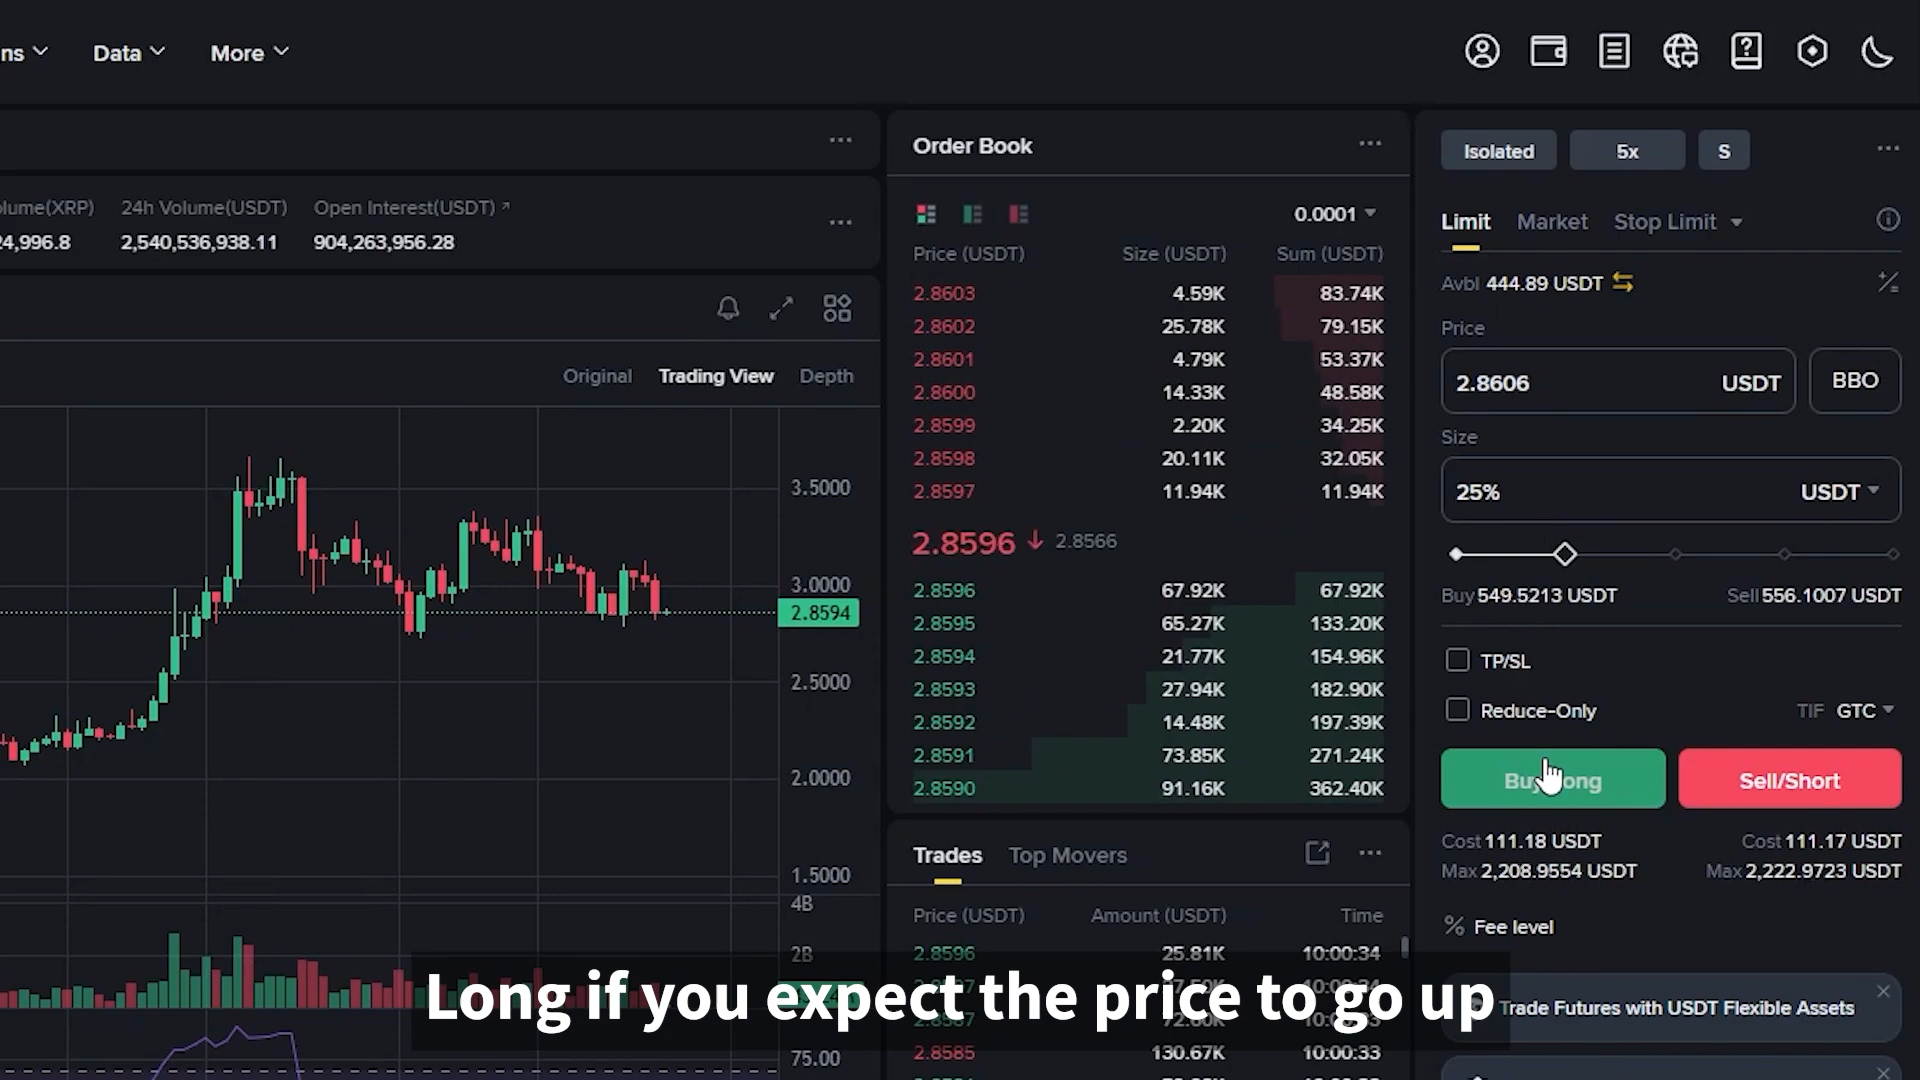 ns Data More
Order Book
Isolated 5x S
lume(XRP) 24h Volume(USDT) Open Interest(USDT)
24,996.8 2,540,536,938.11 904,263,956.28
0.0001
Limit Market Stop Limit
Price (USDT) Size (USDT) Sum (USDT)
Avbl 444.89 USDT
2.8603 4.59K 83.74K
2.8602 25.78K 79.15K
2.8601 4.79K 53.37K
2.8600 14.33K 48.58K
2.8599 2.20K 34.25K
2.8598 20.11K 32.05K
2.8597 11.94K 11.94K
2.8596 2.8566
2.8596 67.92K 67.92K
2.8595 65.27K 133.20K
2.8594 21.77K 154.96K
2.8593 27.94K 182.90K
2.8592 14.48K 197.39K
2.8591 73.85K 271.24K
2.8590 91.16K 362.40K
Price
2.8606 USDT BBO
Size
25% USDT
Buy 549.5213 USDT Sell 556.1007 USDT
TP/SL
Reduce-Only TIF GTC
Sell/Short
Cost 111.18 USDT Cost 111.17 USDT
Max 2,208.9554 USDT Max 2,222.9723 USDT
% Fee level
Trade Futures with USDT Flexible Assets
Original Trading View Depth
3.5000
3.0000
2.8594
2.5000
2.0000
1.5000
4B
2B
75.00
Trades Top Movers
Price (USDT) Amount (USDT) Time
2.8596 25.81K 10:00:34
2.8585 130.67K 10:00:33
Long if you expect the price to go up